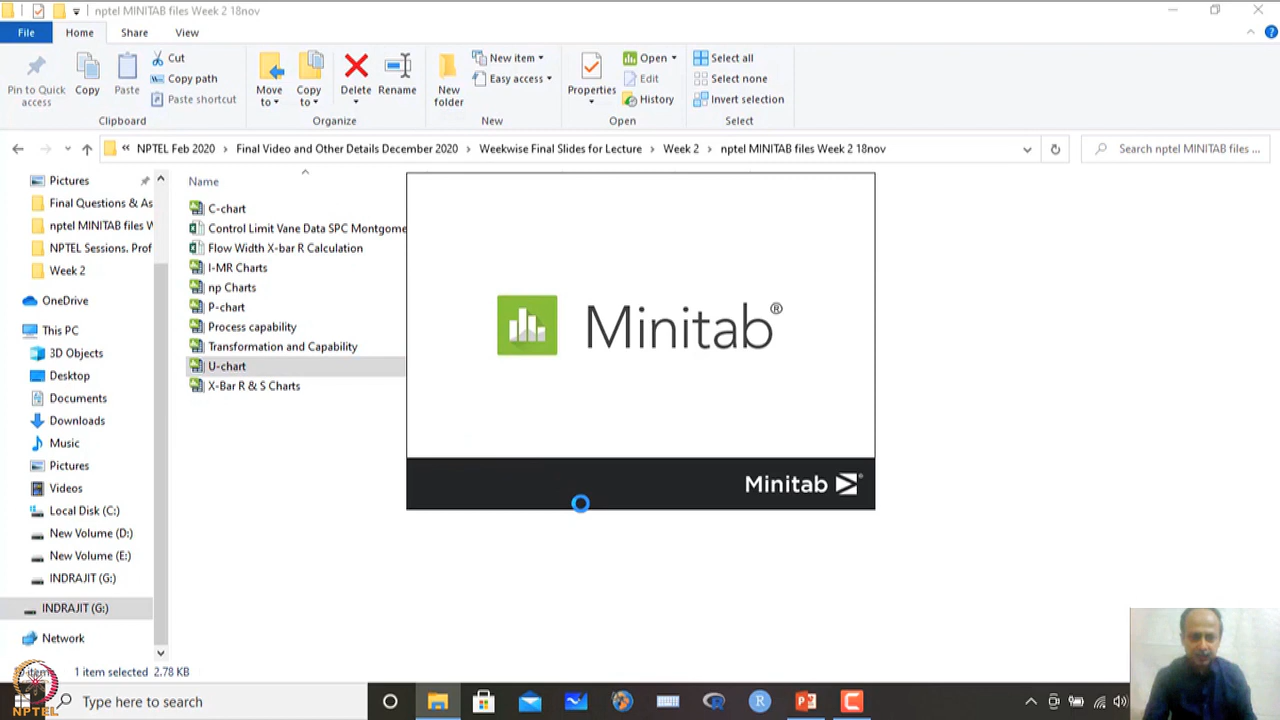 nptel MINITAB files Week 2 18nov
File
Home
Share
View
Pin to Quick access
Copy
Paste
Cut
Copy path
Paste shortcut
Clipboard
Move to
Copy to
Delete
Rename
Organize
New folder
New item
Easy access
New
Properties
Open
Edit
History
Open
Select all
Select none
Invert selection
Select
« NPTEL Feb 2020 > Final Video and Other Details December 2020 > Weekwise Final Slides for Lecture > Week 2 > nptel MINITAB files Week 2 18nov
Search nptel MINITAB files ...
Pictures
Final Questions & As
nptel MINITAB files W
NPTEL Sessions. Prof
Week 2
OneDrive
This PC
3D Objects
Desktop
Documents
Downloads
Music
Pictures
Videos
Local Disk (C:)
New Volume (D:)
New Volume (E:)
INDRAJIT (G:)
INDRAJIT (G:)
Network
Name
C-chart
Control Limit Vane Data SPC Montgome
Flow Width X-bar R Calculation
I-MR Charts
np Charts
P-chart
Process capability
Transformation and Capability
U-chart
X-Bar R & S Charts
Minitab®
Minitab
1 item selected 2.78 KB
NPTEL
Type here to search